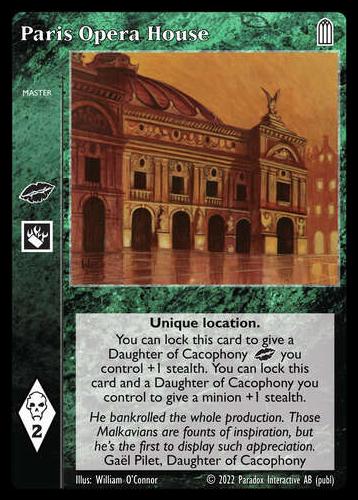 Paris Opera House
MASTER
Unique location.
You can lock this card to give a
Daughter of Cacophony you
control +1 stealth. You can lock this
card and a Daughter of Cacophony you
control to give a minion +1 stealth.
He bankrolled the whole production. Those
Malkavians are founts of inspiration, but
he's the first to display such appreciation.
Gaël Pilet, Daughter of Cacophony
2
Illus: William O'Connor
© 2022 Paradox Interactive AB (publ)